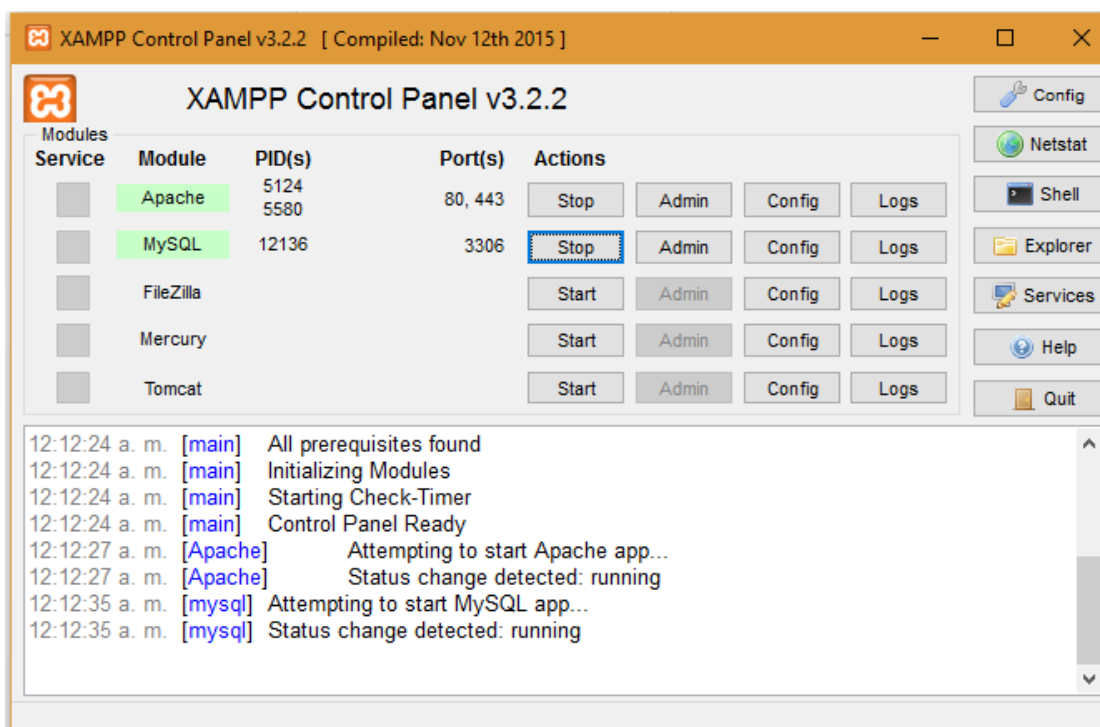 XAMPP Control Panel v3.2.2 [ Compiled: Nov 12th 2015 ]
XAMPP Control Panel v3.2.2
Config
Modules
Service Module PID(s) Port(s) Actions
Netstat
Apache 5124 5580 80, 443 Stop Admin Config Logs
Shell
MySQL 12136 3306 Stop Admin Config Logs
Explorer
FileZilla Start Admin Config Logs
Services
Mercury Start Admin Config Logs
Help
Tomcat Start Admin Config Logs
Quit
12:12:24 a. m. [main] All prerequisites found
12:12:24 a. m. [main] Initializing Modules
12:12:24 a. m. [main] Starting Check-Timer
12:12:24 a. m. [main] Control Panel Ready
12:12:27 a. m. [Apache] Attempting to start Apache app...
12:12:27 a. m. [Apache] Status change detected: running
12:12:35 a. m. [mysql] Attempting to start MySQL app...
12:12:35 a. m. [mysql] Status change detected: running